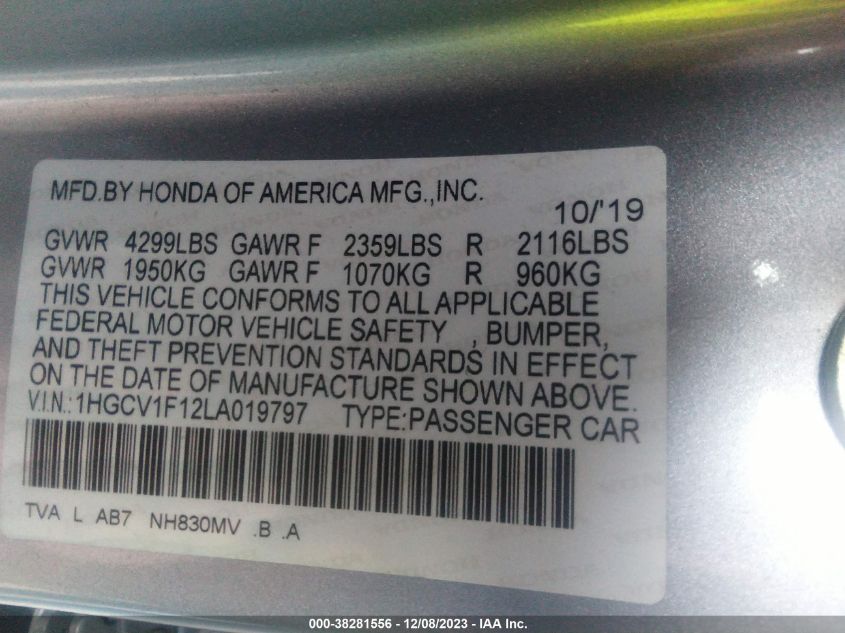 MFD.BY HONDA OF AMERICA MFG.,INC.
10/'19
GVWR 4299LBS GAWR F 2359LBS R 2116LBS
GVWR 1950KG GAWR F 1070KG R 960KG
THIS VEHICLE CONFORMS TO ALL APPLICABLE
FEDERAL MOTOR VEHICLE SAFETY , BUMPER,
AND THEFT PREVENTION STANDARDS IN EFFECT
ON THE DATE OF MANUFACTURE SHOWN ABOVE.
V.I.N.:1HGCV1F12LA019797 TYPE:PASSENGER CAR
TVA L AB7 NH830MV .B .A
000-38281556 - 12/08/2023 - IAA Inc.